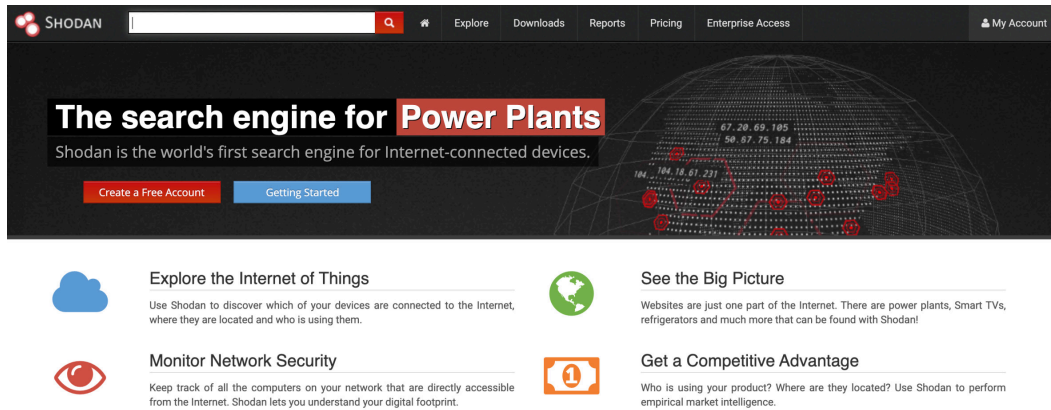 SHODAN
Explore
Downloads
Reports
Pricing
Enterprise Access
My Account
The search engine for Power Plants
Shodan is the world's first search engine for Internet-connected devices.
Create a Free Account
Getting Started
67.20.69.105
50.67.75.184
104.18.61.231
104.
Explore the Internet of Things
Use Shodan to discover which of your devices are connected to the Internet,
where they are located and who is using them.
See the Big Picture
Websites are just one part of the Internet. There are power plants, Smart TVs,
refrigerators and much more that can be found with Shodan!
Monitor Network Security
Keep track of all the computers on your network that are directly accessible
from the Internet. Shodan lets you understand your digital footprint.
1
Get a Competitive Advantage
Who is using your product? Where are they located? Use Shodan to perform
empirical market intelligence.